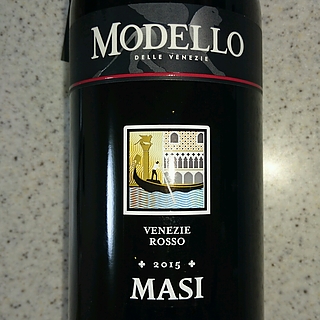 MODELLO
DELLE VENEZIE
VENEZIE
ROSSO
✤ 2015 ✤
MASI